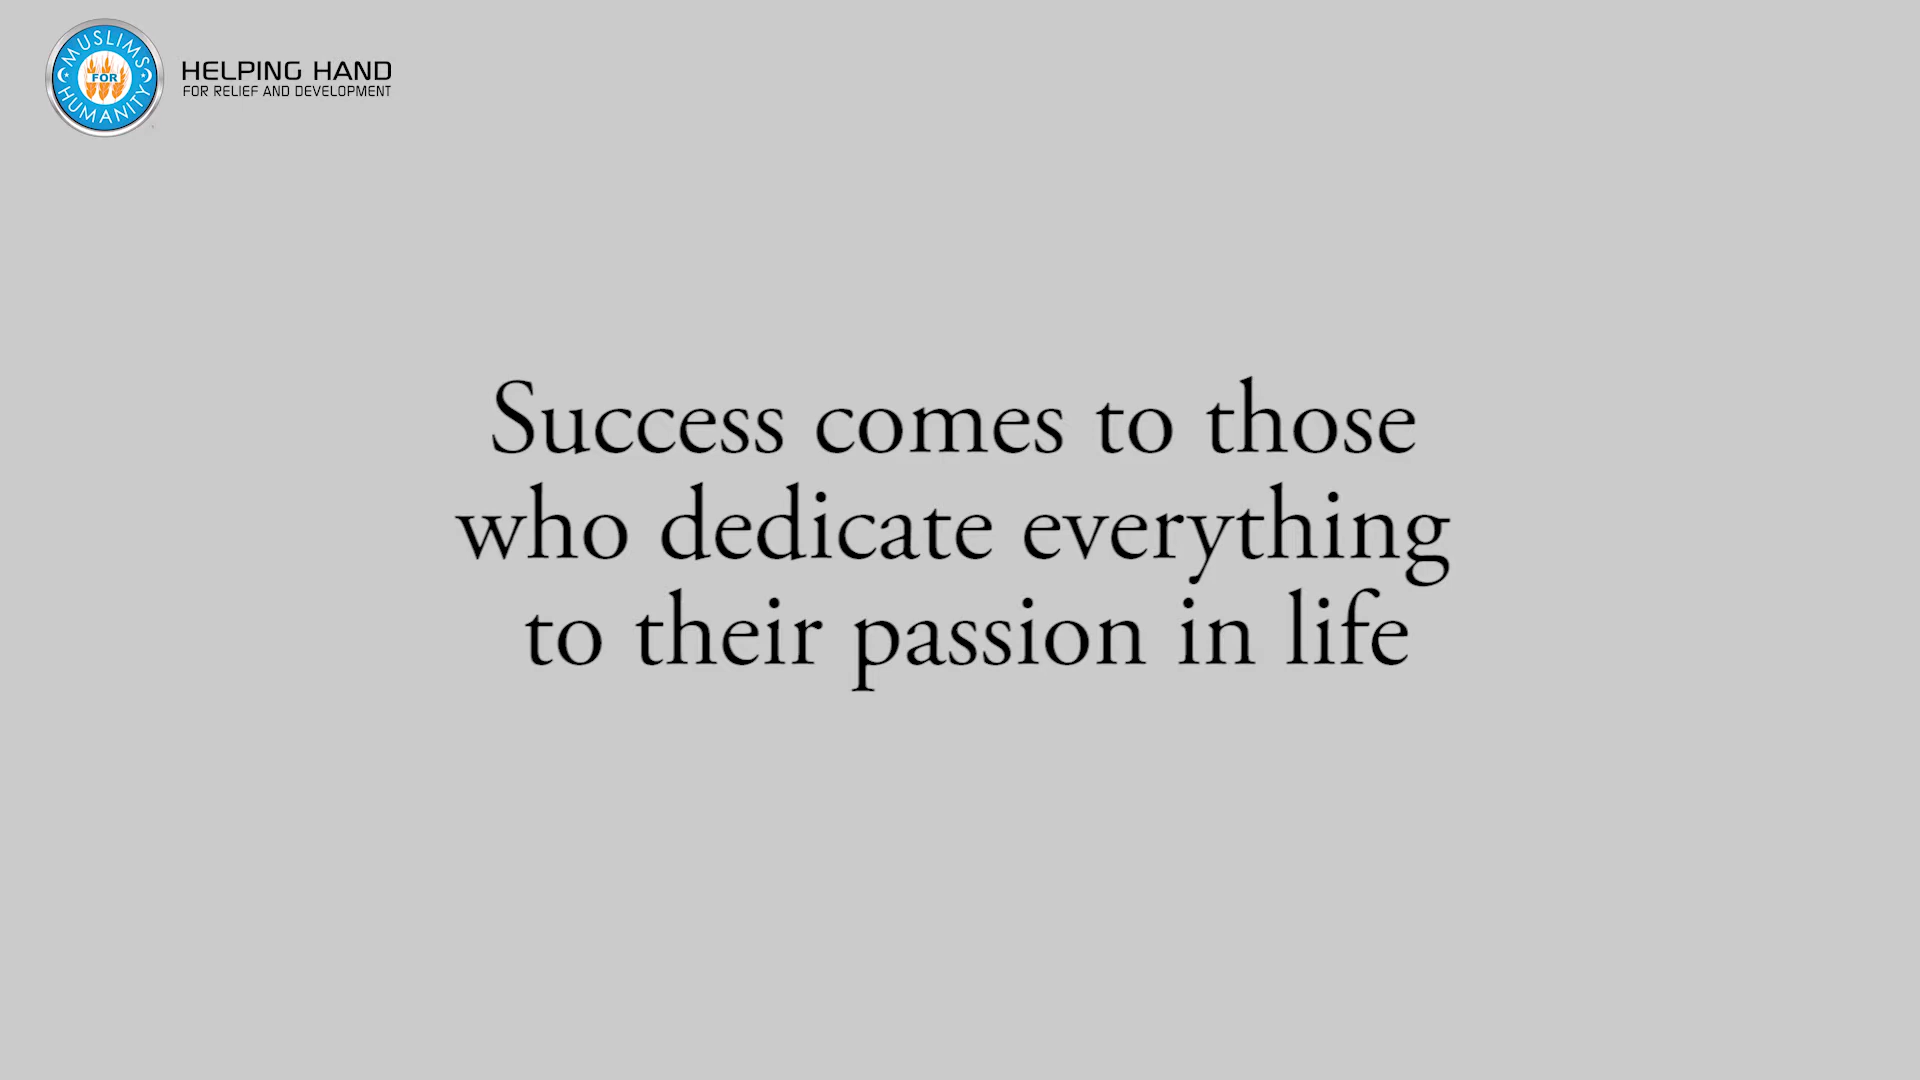 MUSLIMS
FOR
HUMANITY
HELPING HAND
FOR RELIEF AND DEVELOPMENT
Success comes to those
who dedicate everything
to their passion in life